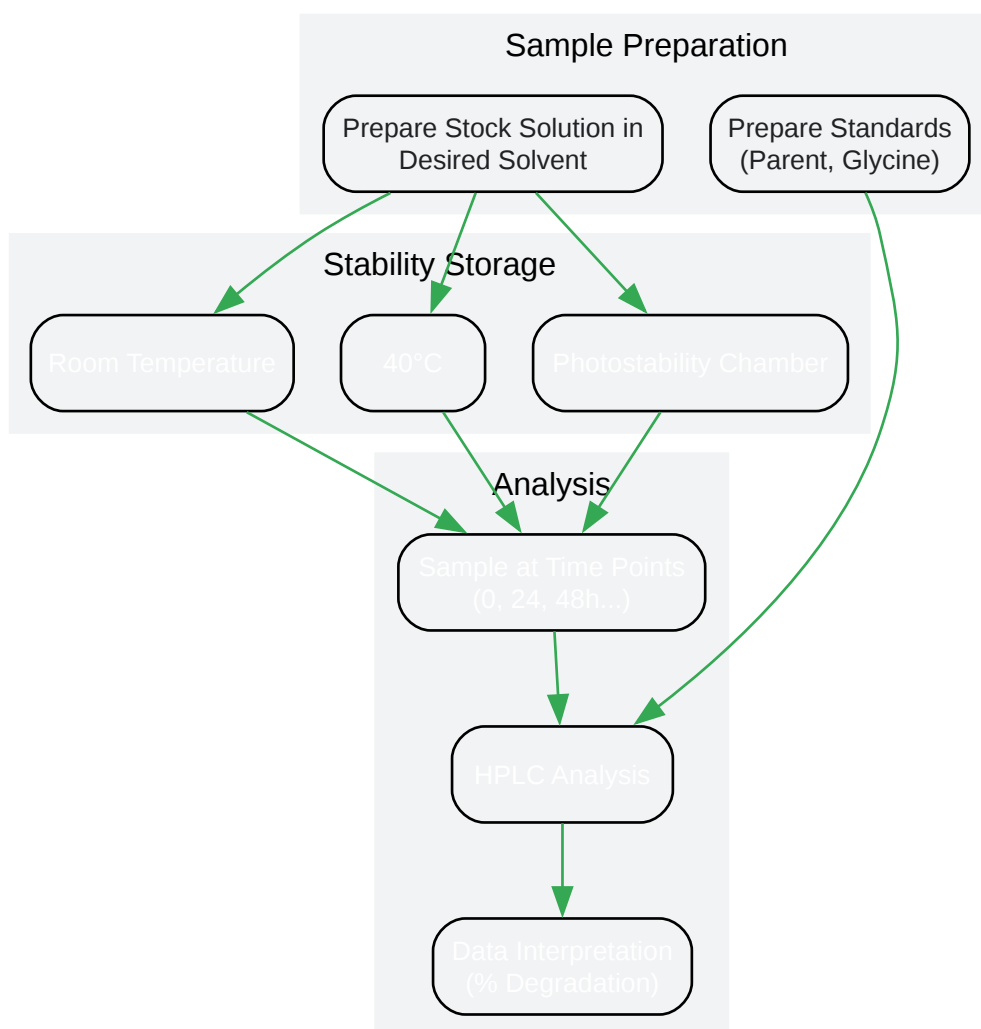 Sample Preparation
Prepare Stock Solution in
Desired Solvent
Prepare Standards
(Parent, Glycine)
Stability Storage
Room Temperature
40°C
Photostability Chamber
Analysis
Sample at Time Points
(0, 24, 48h...)
HPLC Analysis
Data Interpretation
(% Degradation)